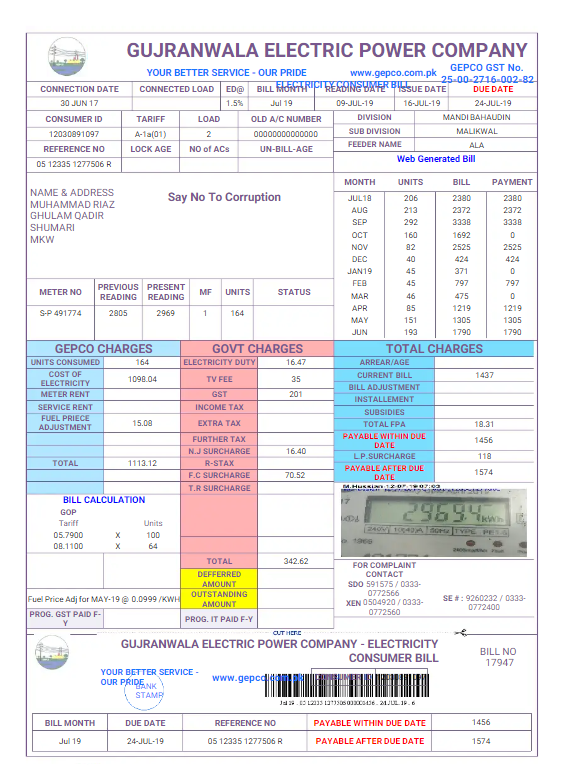 GUJRANWALA ELECTRIC POWER COMPANY
YOUR BETTER SERVICE - OUR PRIDE www.gepco.com.pk GEPCO GST No.
25-00-2716-002-82
ELECTRICITY CONSUMER BILL
CONNECTION DATE CONNECTED LOAD ED@ BILL MONTH READING DATE ISSUE DATE DUE DATE
30 JUN 17 1.5% Jul 19 09-JUL-19 16-JUL-19 24-JUL-19
CONSUMER ID TARIFF LOAD OLD A/C NUMBER DIVISION MANDI BAHAUDIN
12030891097 A-1a(01) 2 0000000000000 SUB DIVISION MALIKWAL
REFERENCE NO LOCK AGE NO of ACs UN-BILL-AGE FEEDER NAME ALA
05 12335 1277506 R
Web Generated Bill
NAME & ADDRESS
MUHAMMAD RIAZ
GHULAM QADIR
SHUMARI
MKW
Say No To Corruption
MONTH UNITS BILL PAYMENT
JUL18 206 2380 2380
AUG 213 2372 2372
SEP 292 3338 3338
OCT 160 1692 0
NOV 82 2525 2525
DEC 40 424 424
JAN19 45 371 0
FEB 45 797 797
MAR 46 475 0
APR 85 1219 1219
MAY 151 1305 1305
JUN 193 1790 1790
METER NO PREVIOUS READING PRESENT READING MF UNITS STATUS
S-P 491774 2805 2969 1 164
GEPCO CHARGES
UNITS CONSUMED 164
COST OF ELECTRICITY 1098.04
METER RENT
SERVICE RENT
FUEL PRIECE ADJUSTMENT 15.08
TOTAL 1113.12
BILL CALCULATION
GOP
Tariff Units
05.7900 X 100
08.1100 X 64
Fuel Price Adj for MAY-19 @ 0.0999 /KWH
PROG. GST PAID F-Y
GOVT CHARGES
ELECTRICITY DUTY 16.47
TV FEE 35
GST 201
INCOME TAX
EXTRA TAX
FURTHER TAX
N.J SURCHARGE 16.40
R-STAX
F.C SURCHARGE 70.52
T.R SURCHARGE
TOTAL 342.62
DEFFERED AMOUNT
OUTSTANDING AMOUNT
PROG. IT PAID F-Y
TOTAL CHARGES
ARREAR/AGE
CURRENT BILL 1437
BILL ADJUSTMENT
INSTALLEMENT
SUBSIDIES
TOTAL FPA 18.31
PAYABLE WITHIN DUE DATE 1456
L.P.SURCHARGE 118
PAYABLE AFTER DUE DATE 1574
2969.4 kWh
FOR COMPLAINT
CONTACT
SDO 591575 / 0333-0772566
XEN 0504920 / 0333-0772560
SE # : 9260232 / 0333-0772400
CUT HERE
GUJRANWALA ELECTRIC POWER COMPANY - ELECTRICITY
CONSUMER BILL
BILL NO
17947
YOUR BETTER SERVICE -
OUR PRIDE
www.gepco.com.pk
BANK
STAMP
BILL MONTH DUE DATE REFERENCE NO PAYABLE WITHIN DUE DATE 1456
Jul 19 24-JUL-19 05 12335 1277506 R PAYABLE AFTER DUE DATE 1574